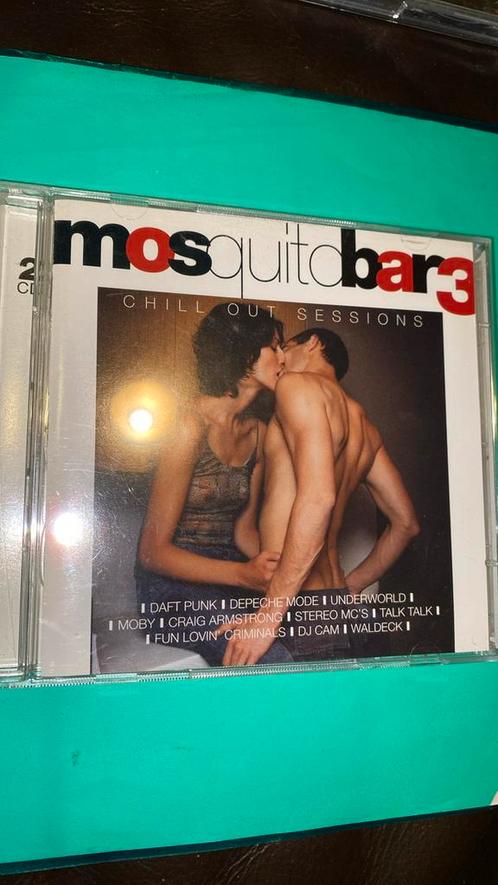 2
CD
mosquitobar3
CHILL OUT SESSIONS
I DAFT PUNK I DEPECHE MODE I UNDERWORLD I
I MOBY I CRAIG ARMSTRONG I STEREO MC'S I TALK TALK I
I FUN LOVIN' CRIMINALS I DJ CAM I WALDECK I